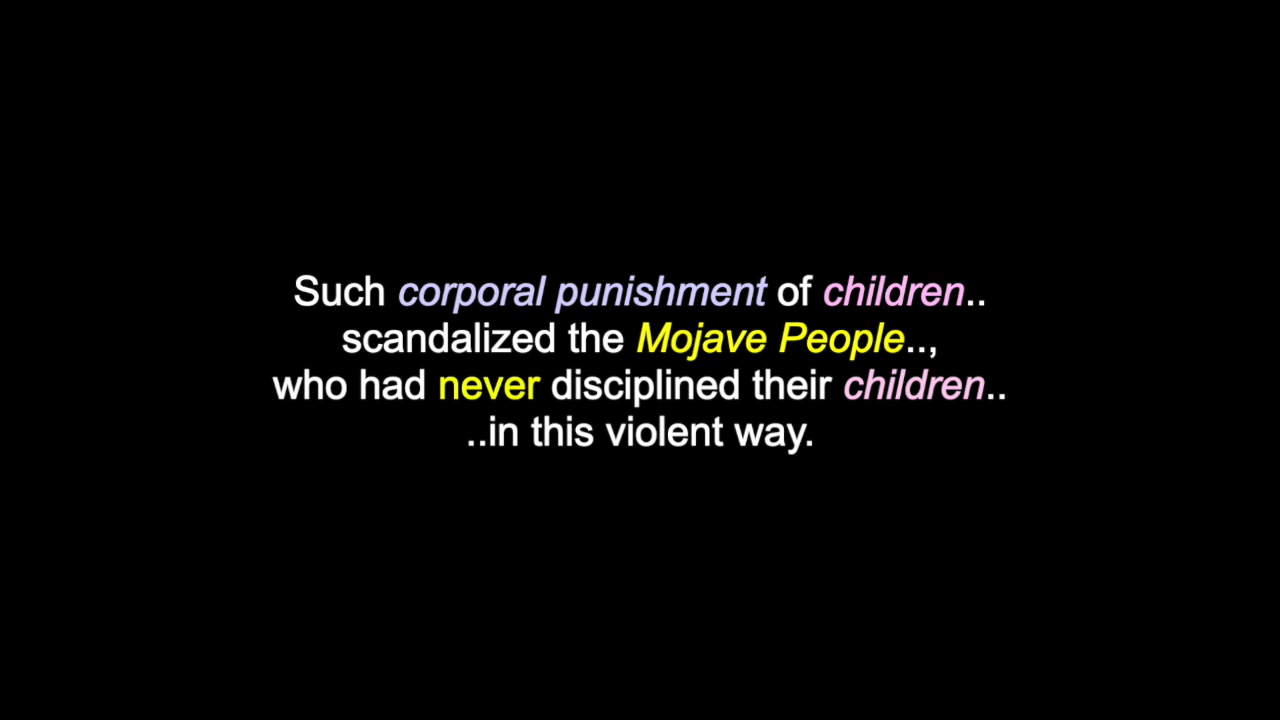 Such corporal punishment of children..
scandalized the Mojave People..,
who had never disciplined their children..
..in this violent way.